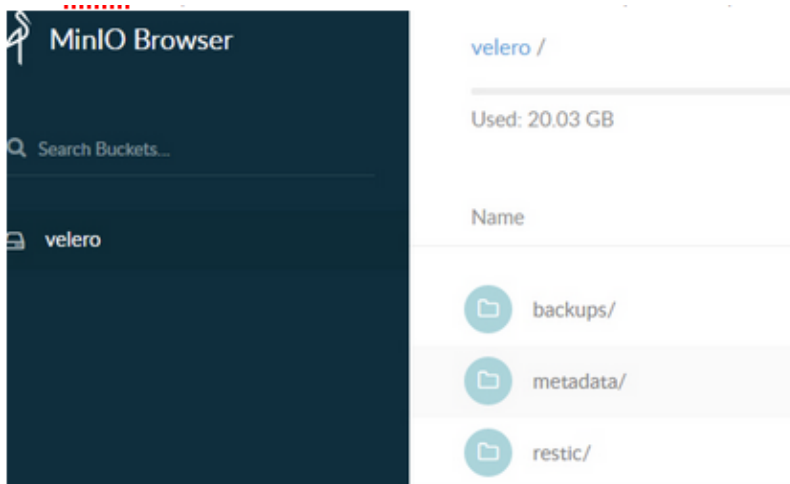 MinIO Browser
Search Buckets...
velero
velero /
Used: 20.03 GB
Name
backups/
metadata/
restic/